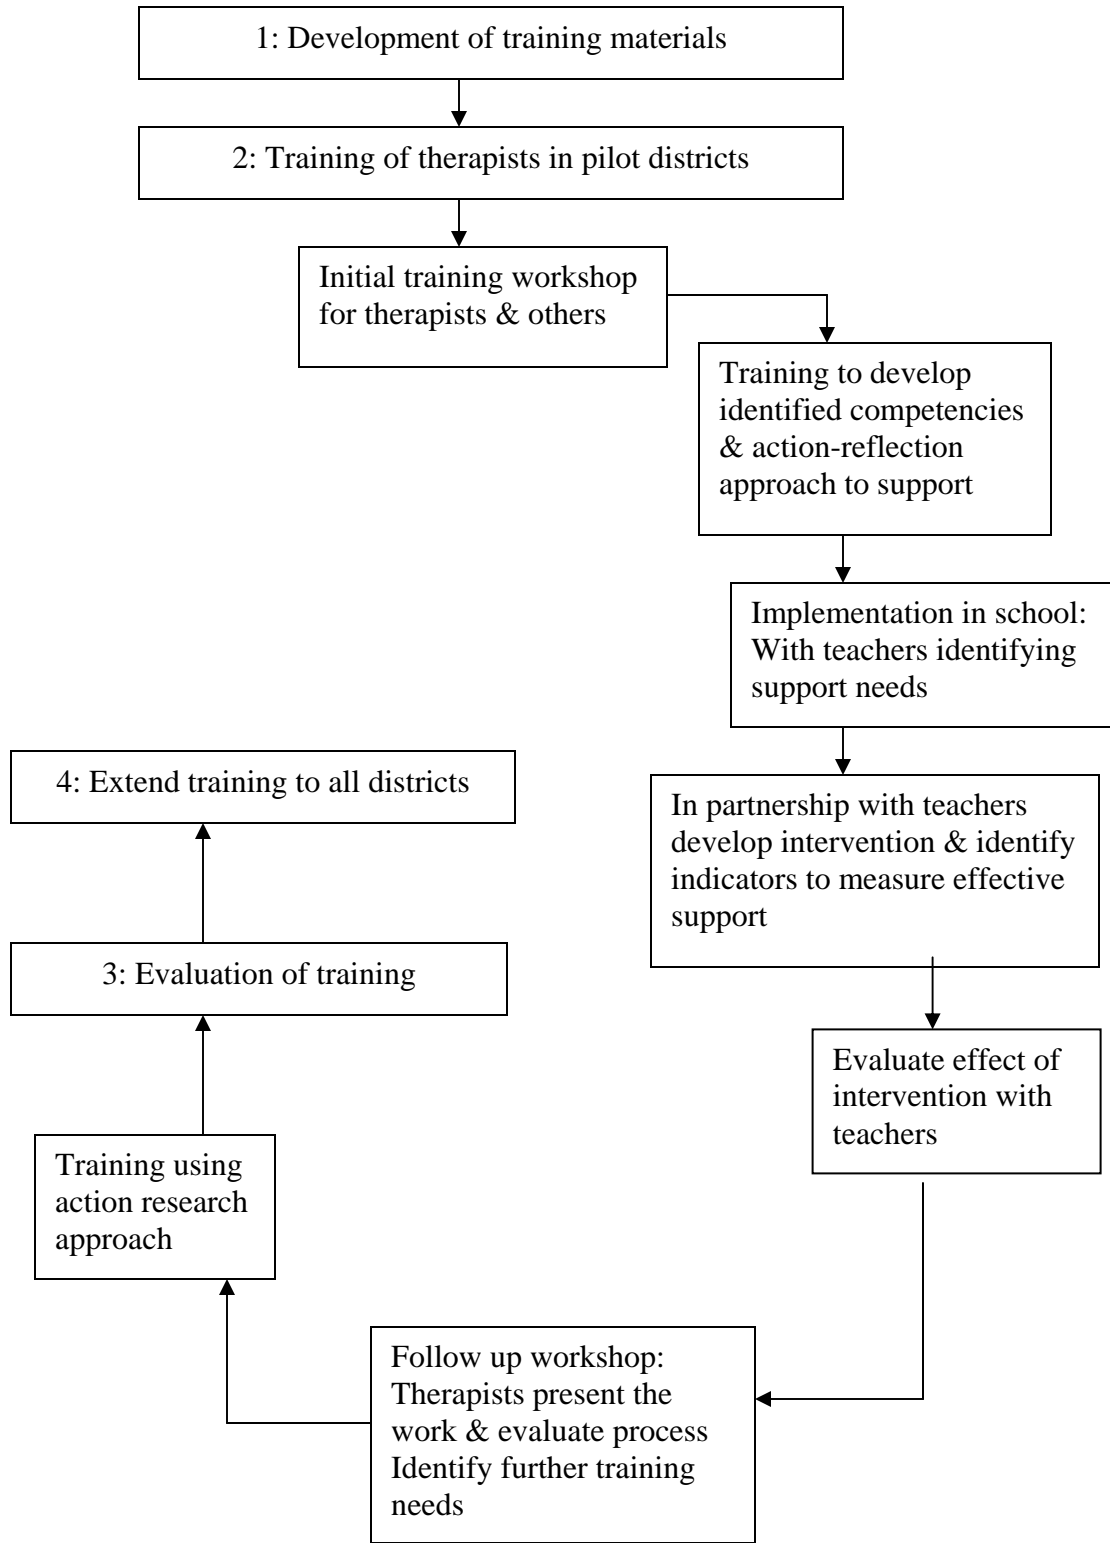 1: Development of training materials
2: Training of therapists in pilot districts
Initial training workshop
for therapists & others
Training to develop
identified competencies
& action-reflection
approach to support
Implementation in school:
With teachers identifying
support needs
In partnership with teachers
develop intervention & identify
indicators to measure effective
support
Evaluate effect of
intervention with
teachers
Follow up workshop:
Therapists present the
work & evaluate process
Identify further training
needs
Training using
action research
approach
3: Evaluation of training
4: Extend training to all districts